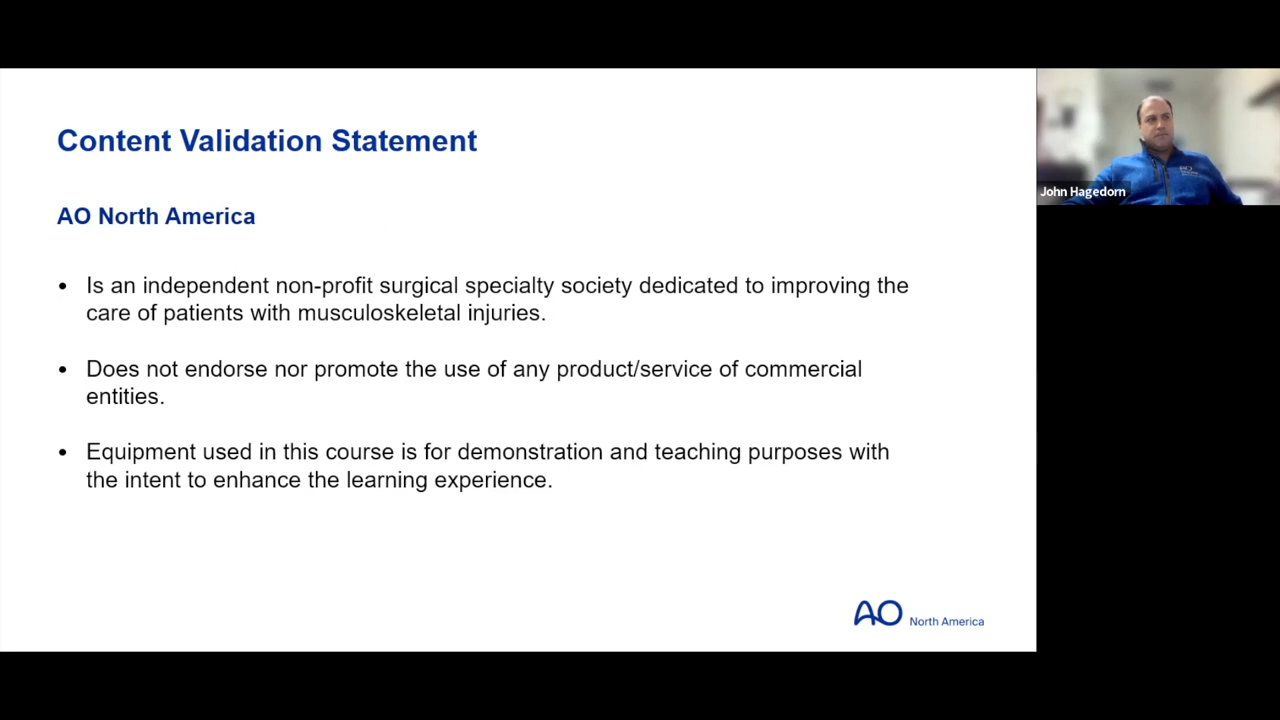 Content Validation Statement
AO North America
• Is an independent non-profit surgical specialty society dedicated to improving the
care of patients with musculoskeletal injuries.
• Does not endorse nor promote the use of any product/service of commercial
entities.
• Equipment used in this course is for demonstration and teaching purposes with
the intent to enhance the learning experience.
AO North America
John Hagedorn
AO